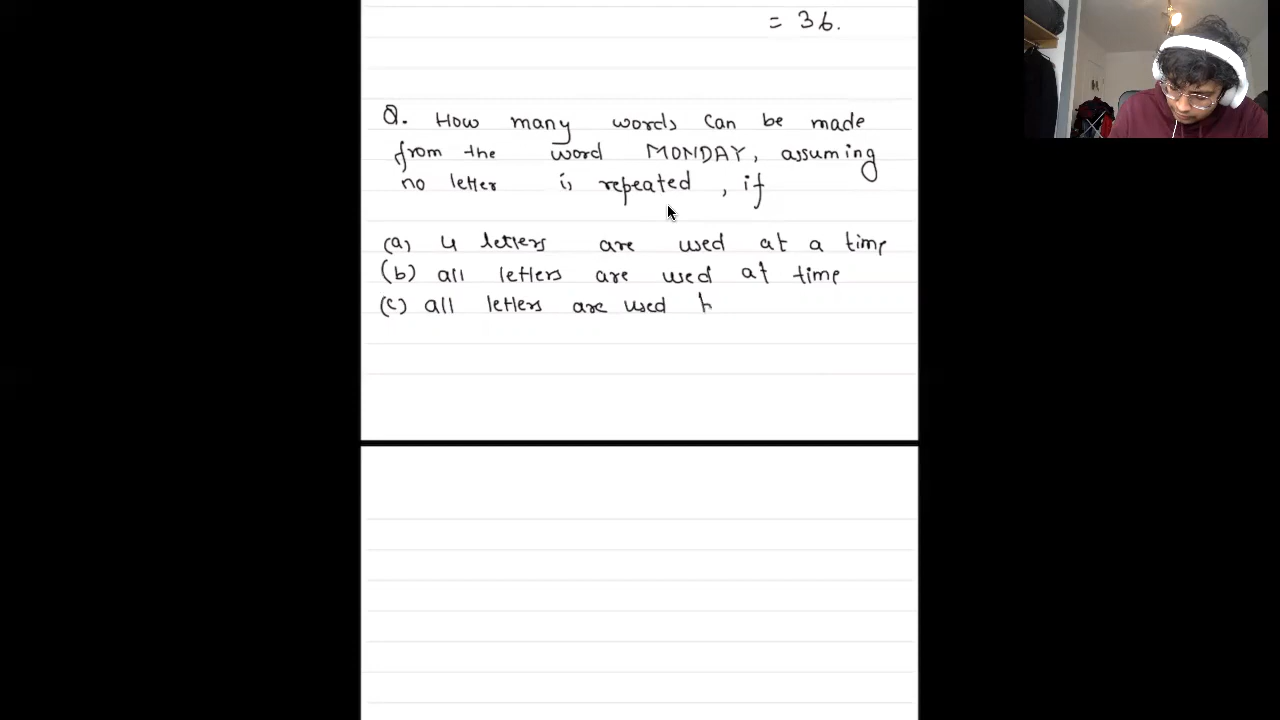 = 36.
Q. How many words can be made
from the word MONDAY, assuming
no letter is repeated, if
(a) 4 letters are used at a time
(b) all letters are used at time
(c) all letters are used